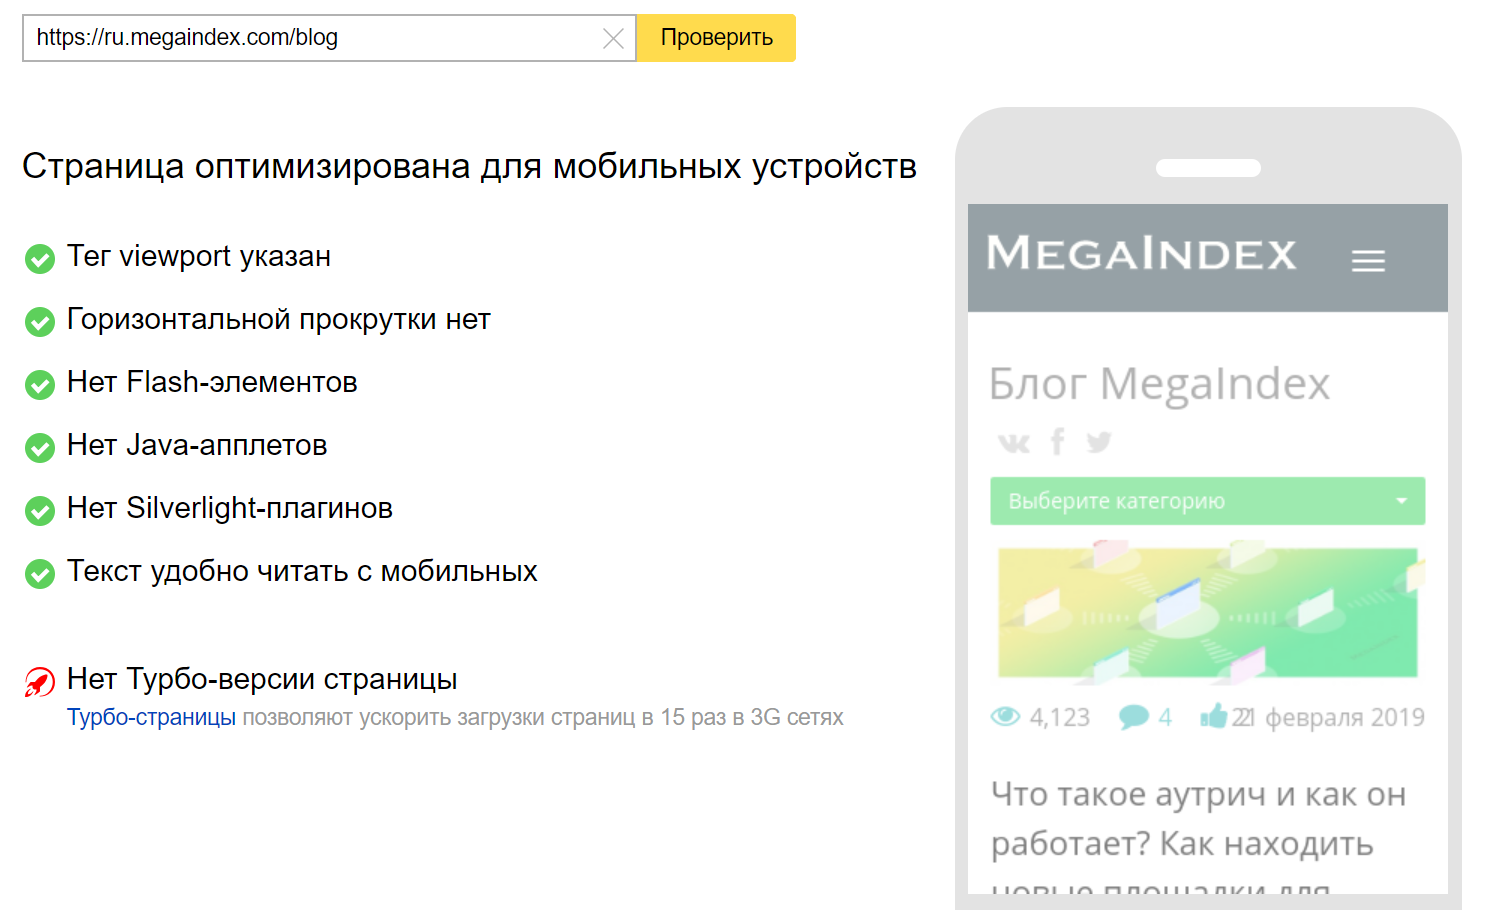 https://ru.megaindex.com/blog
Проверить
Страница оптимизирована для мобильных устройств
Тег viewport указан
Горизонтальной прокрутки нет
Нет Flash-элементов
Нет Java-апплетов
Нет Silverlight-плагинов
Текст удобно читать с мобильных
Нет Турбо-версии страницы
Турбо-страницы позволяют ускорить загрузки страниц в 15 раз в 3G сетях
MEGAINDEX
Блог MegaIndex
Выберите категорию
4,123 4 21 февраля 2019
Что такое аутрич и как он
работает? Как находить
новые площадки для